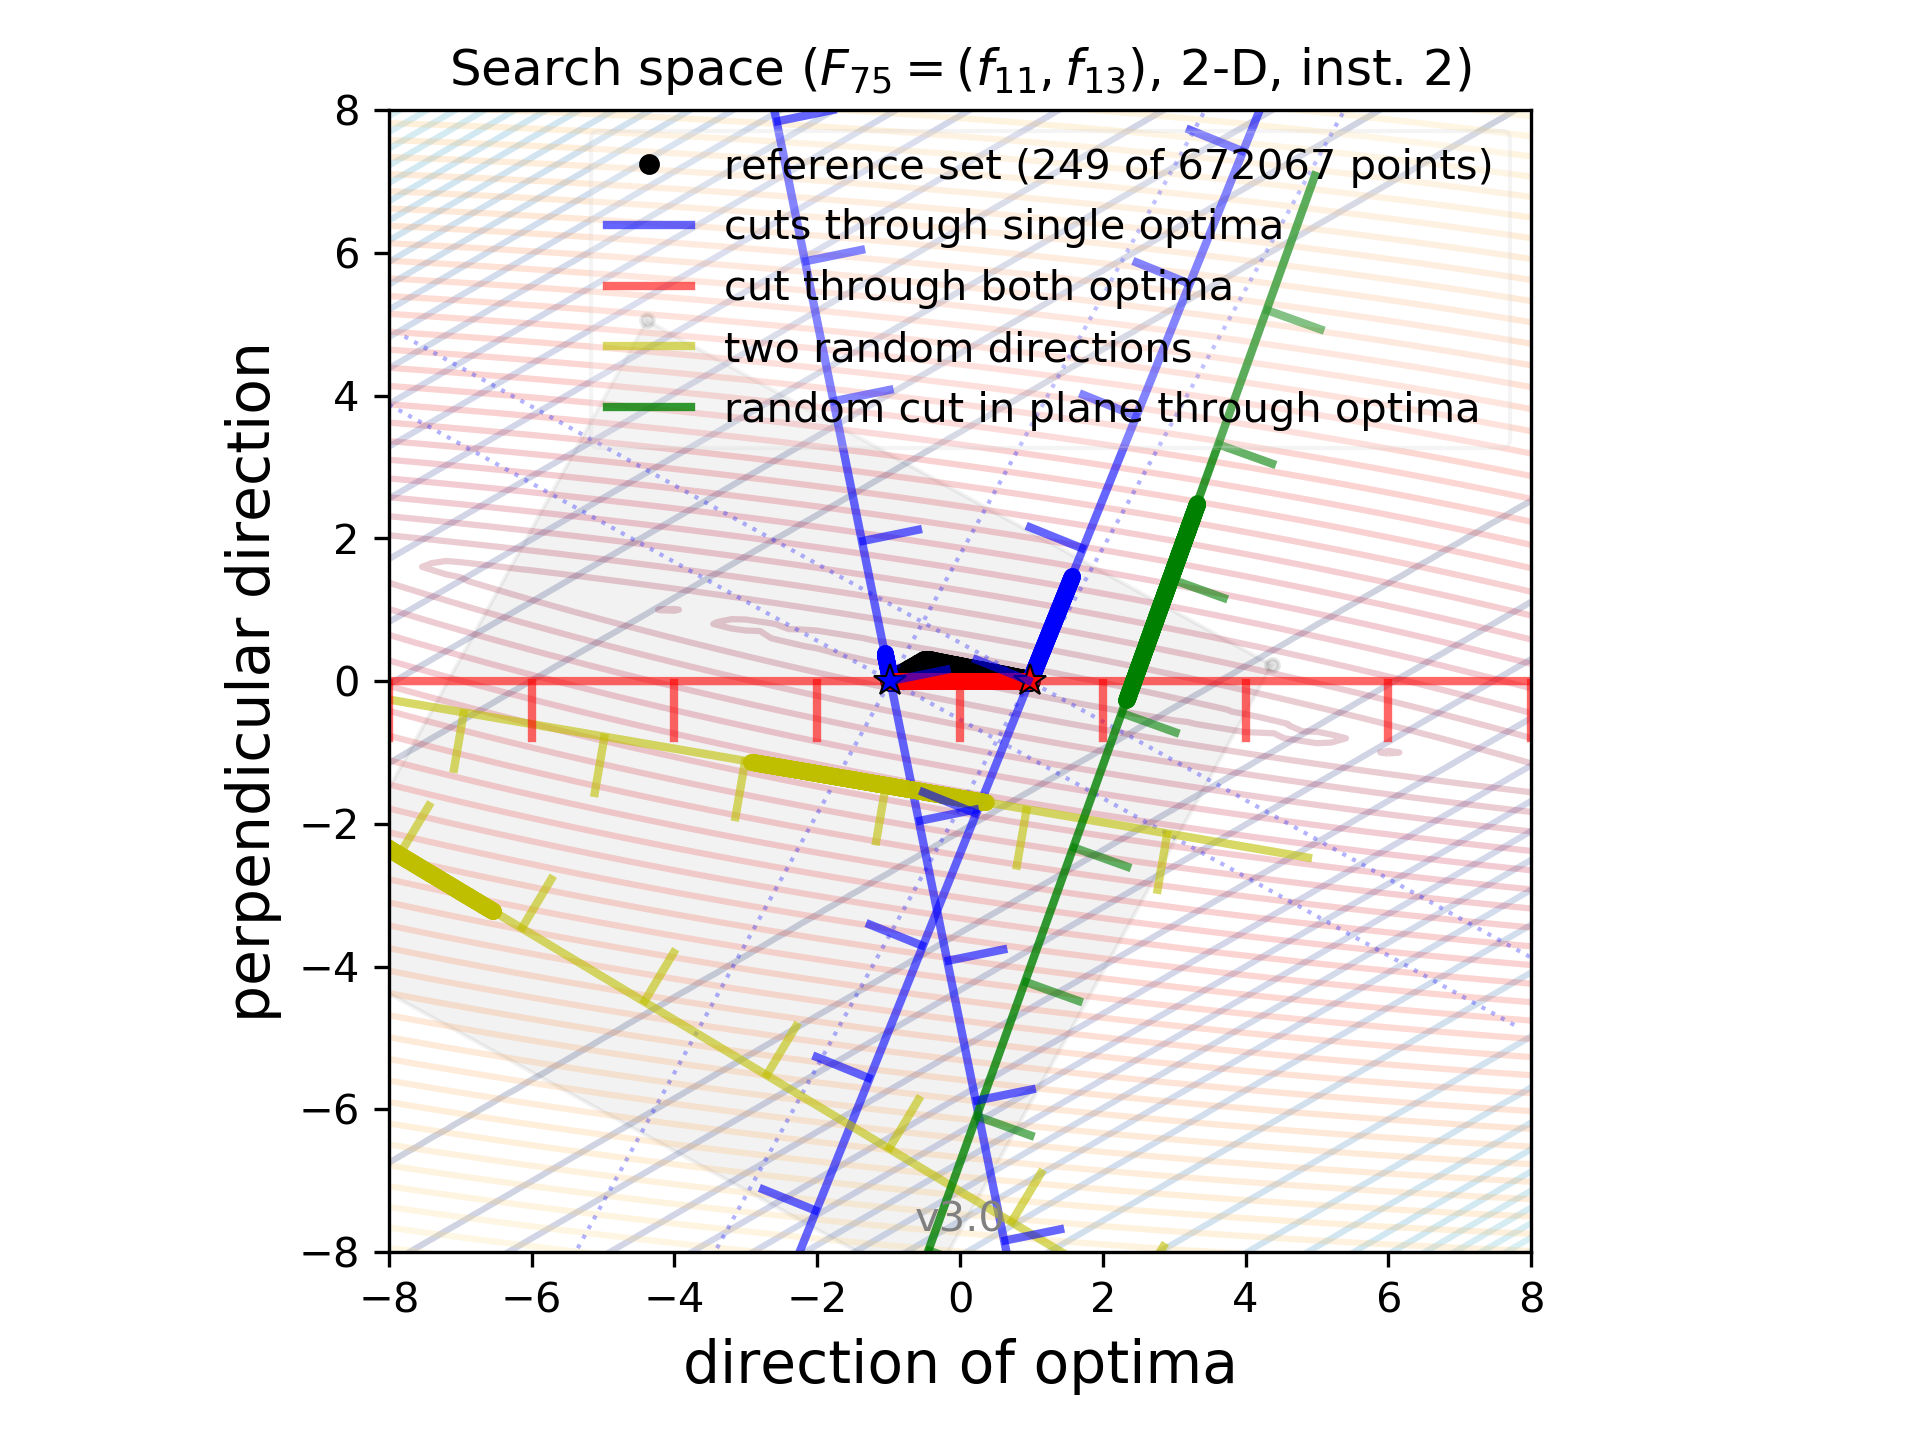 Search space (F75 = (f11, f13), 2-D, inst. 2)
reference set (249 of 672067 points)
cuts through single optima
cut through both optima
two random directions
random cut in plane through optima
perpendicular direction
8
6
4
2
0
−2
−4
−6
−8
v3.0
−8 −6 −4 −2 0 2 4 6 8
direction of optima